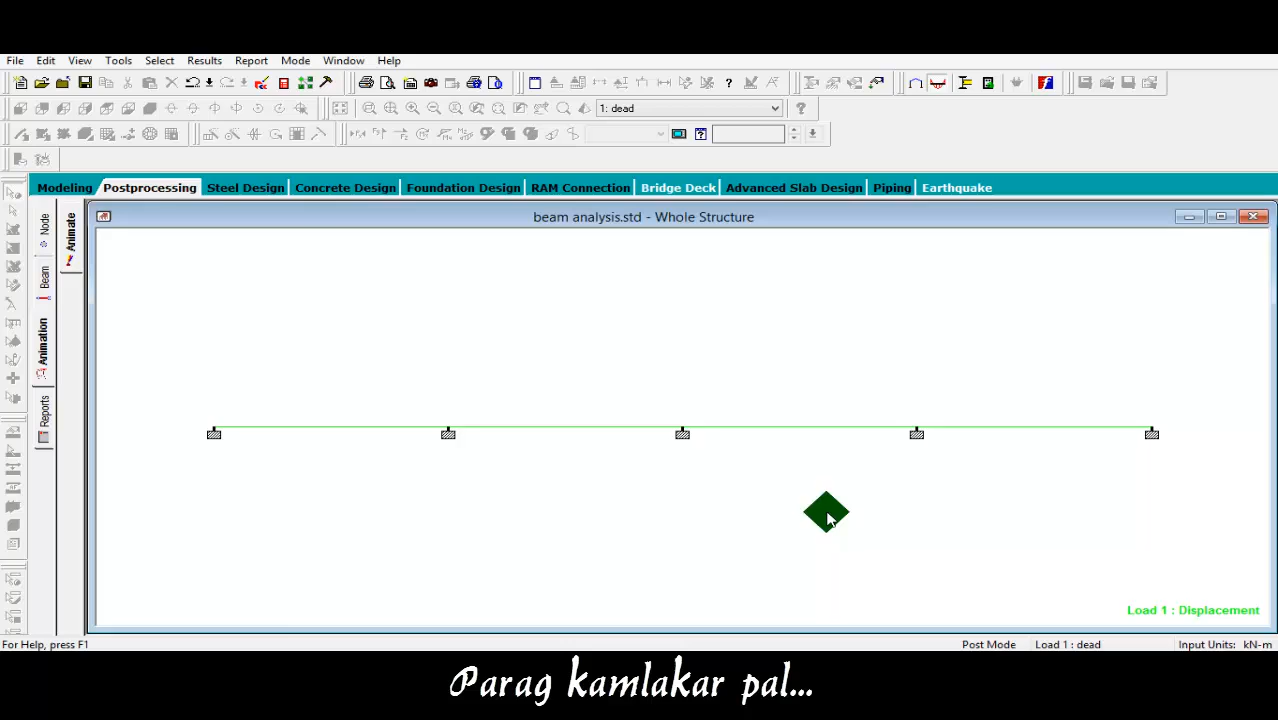 File Edit View Tools Select Results Report Mode Window Help
1: dead
Modeling Postprocessing Steel Design Concrete Design Foundation Design RAM Connection Bridge Deck Advanced Slab Design Piping Earthquake
beam analysis.std - Whole Structure
Node
Beam
Animation
Reports
Animate
Load 1 : Displacement
For Help, press F1 Post Mode Load 1 : dead Input Units: kN-m
Parag kamlakar pal...